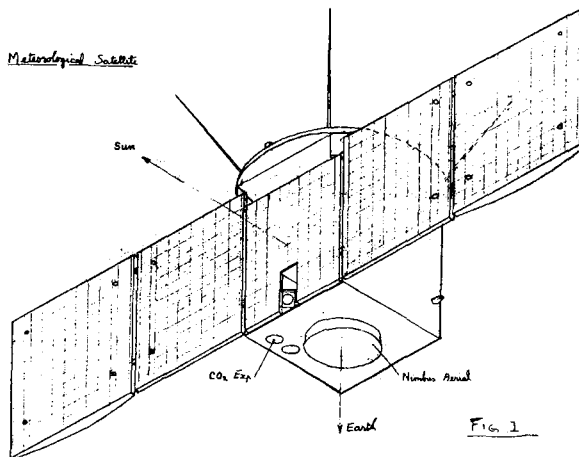 Meteorological Satellite
Sun
CO2 Exp.
Nimbus Aerial
Earth
FIG 1